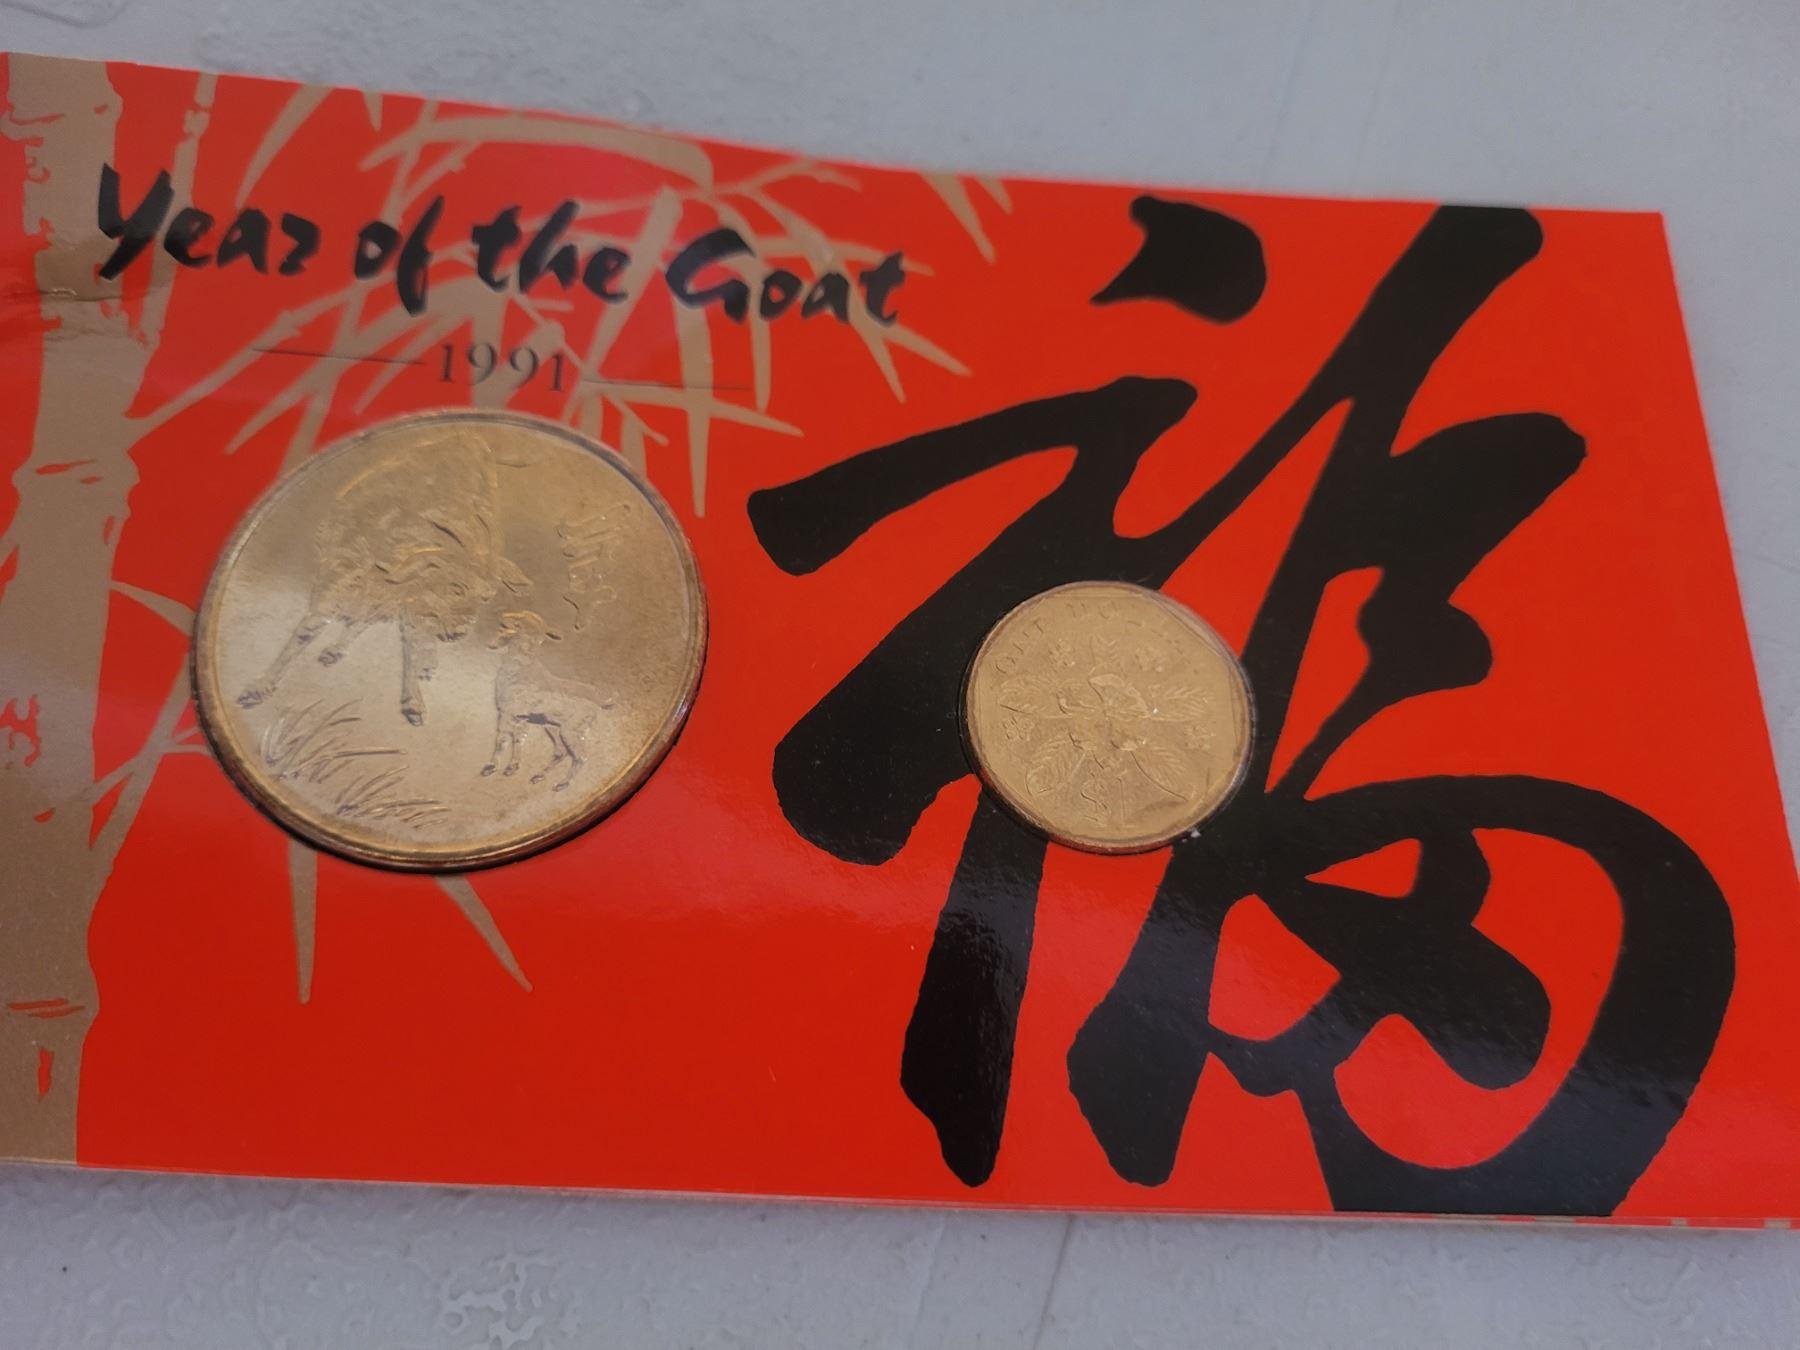 Year of the Goat
1991
福